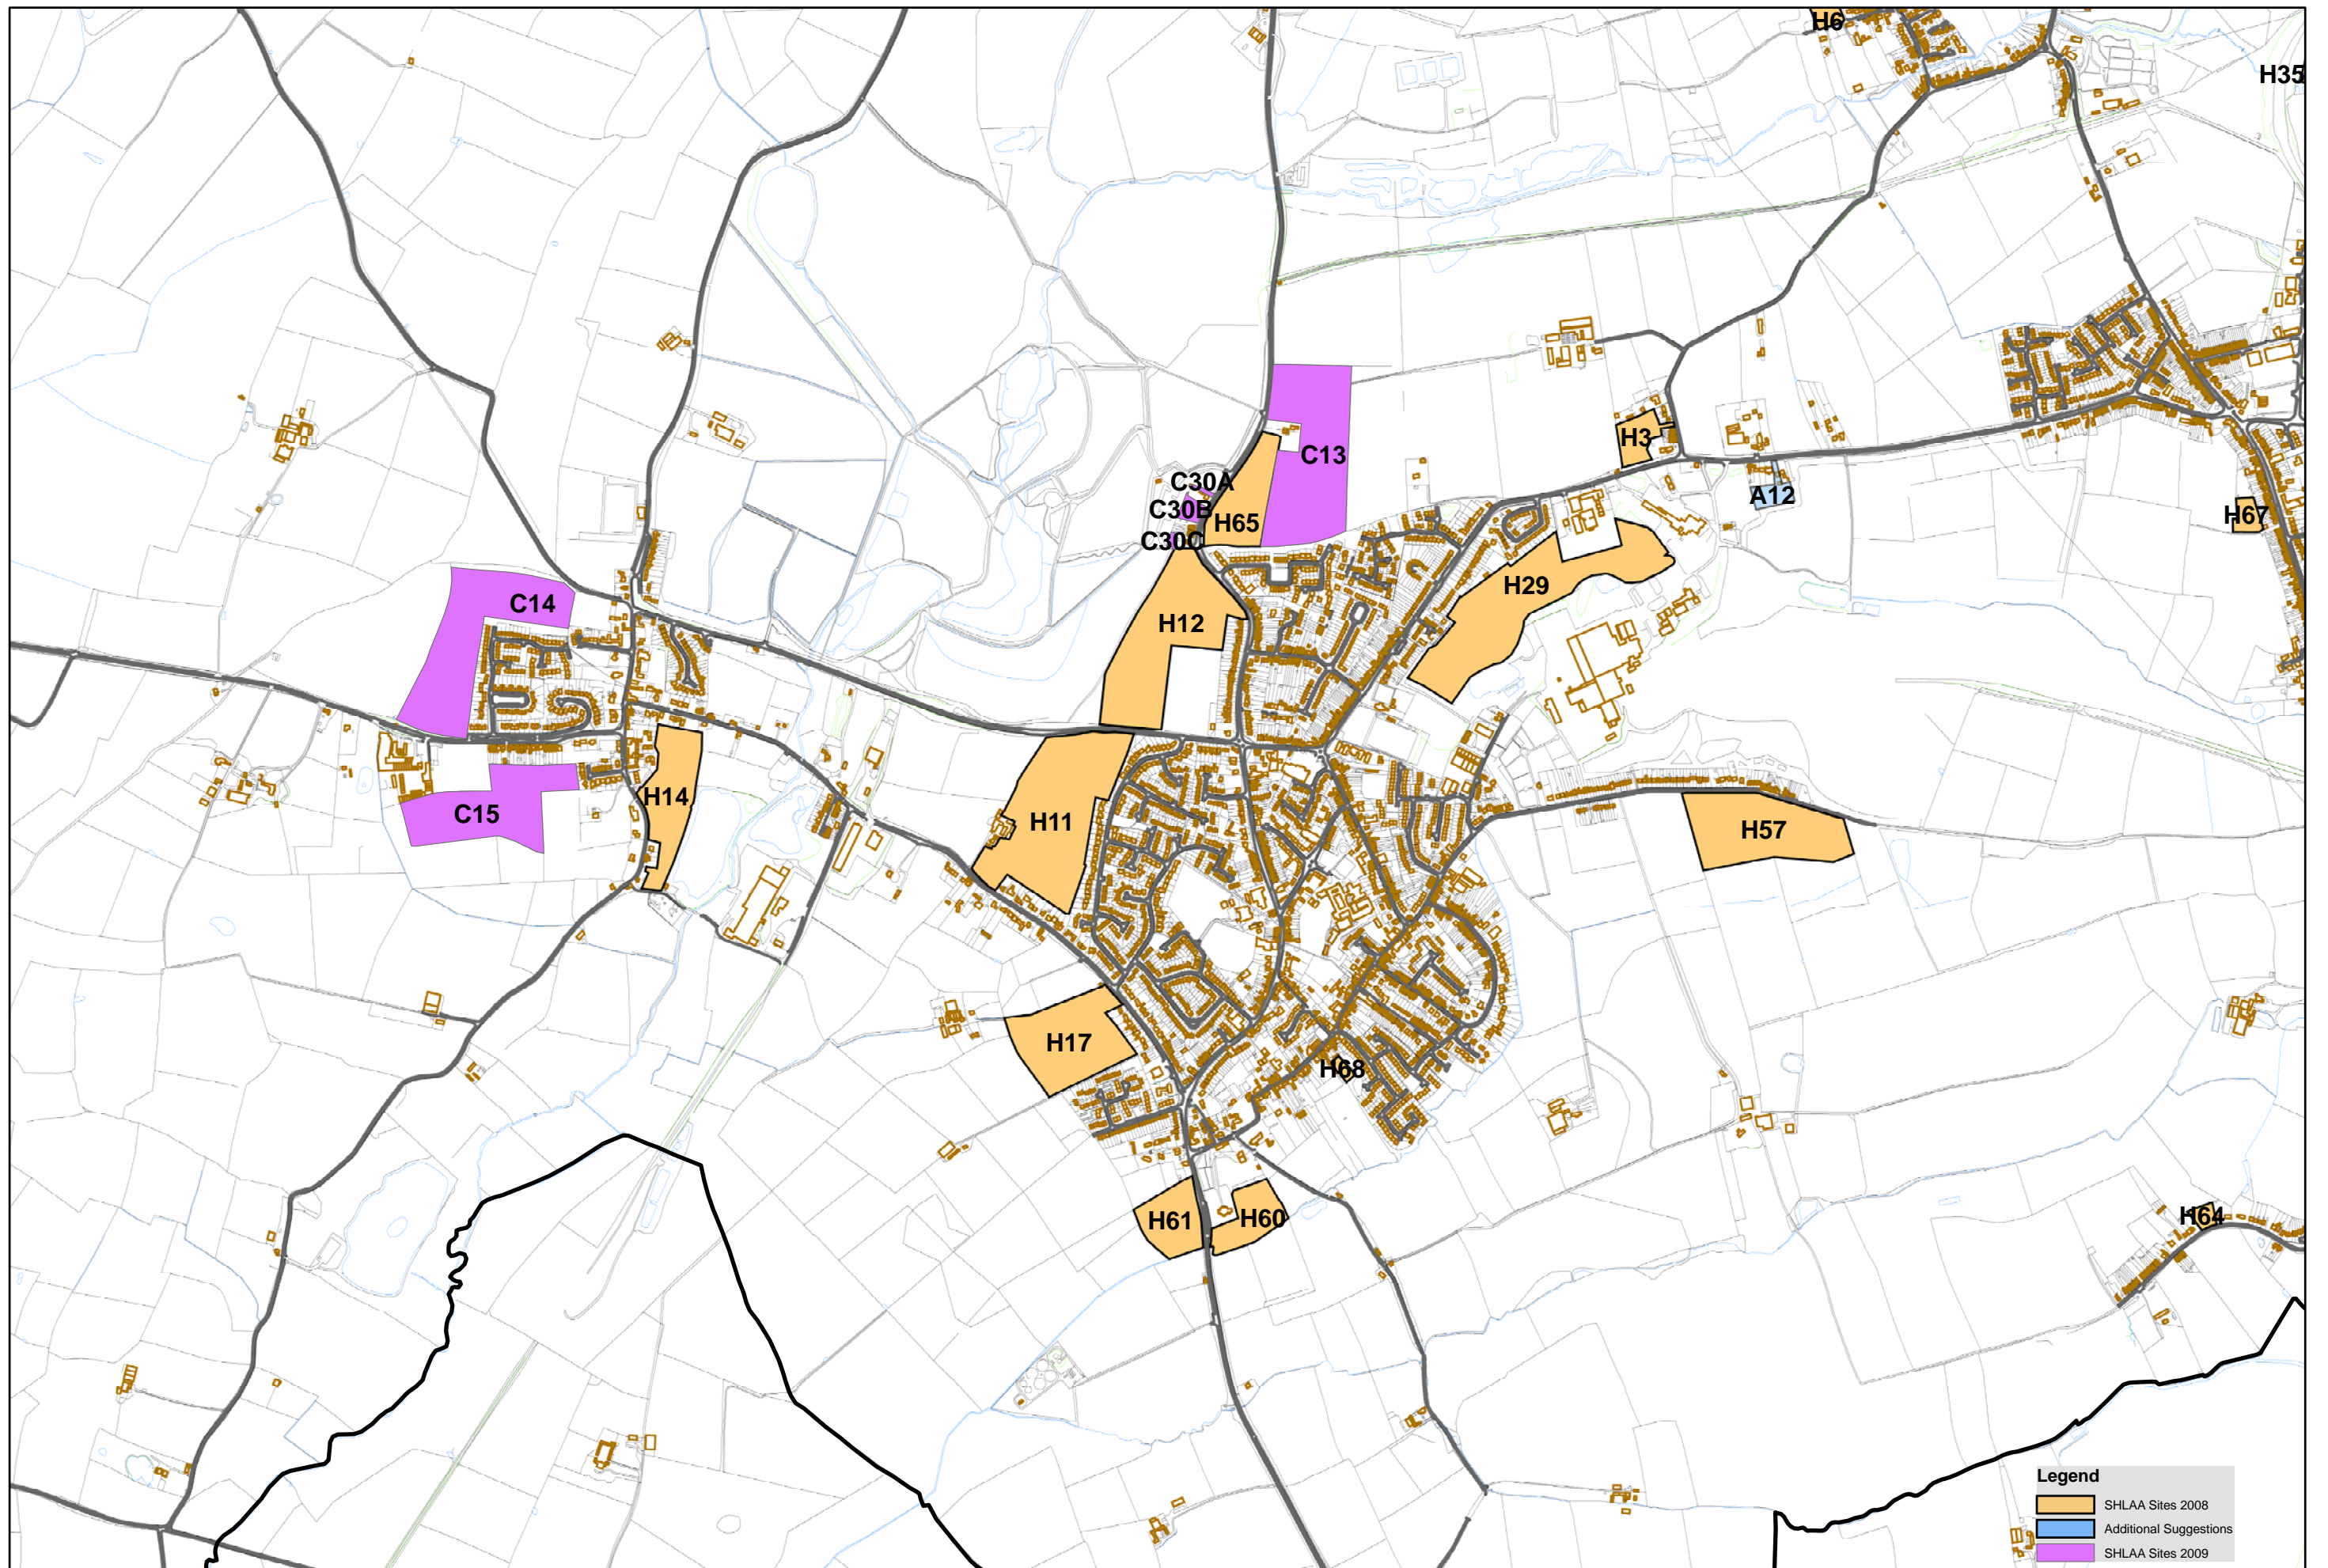 H6
H35
H3
C13
C30A
A12
C30B
H67
H65
C30C
H29
C14
H12
H14
C15
H11
H57
H17
H68
H64
H61
H60
Legend
SHLAA Sites 2008
Additional Suggestions
SHLAA Sites 2009